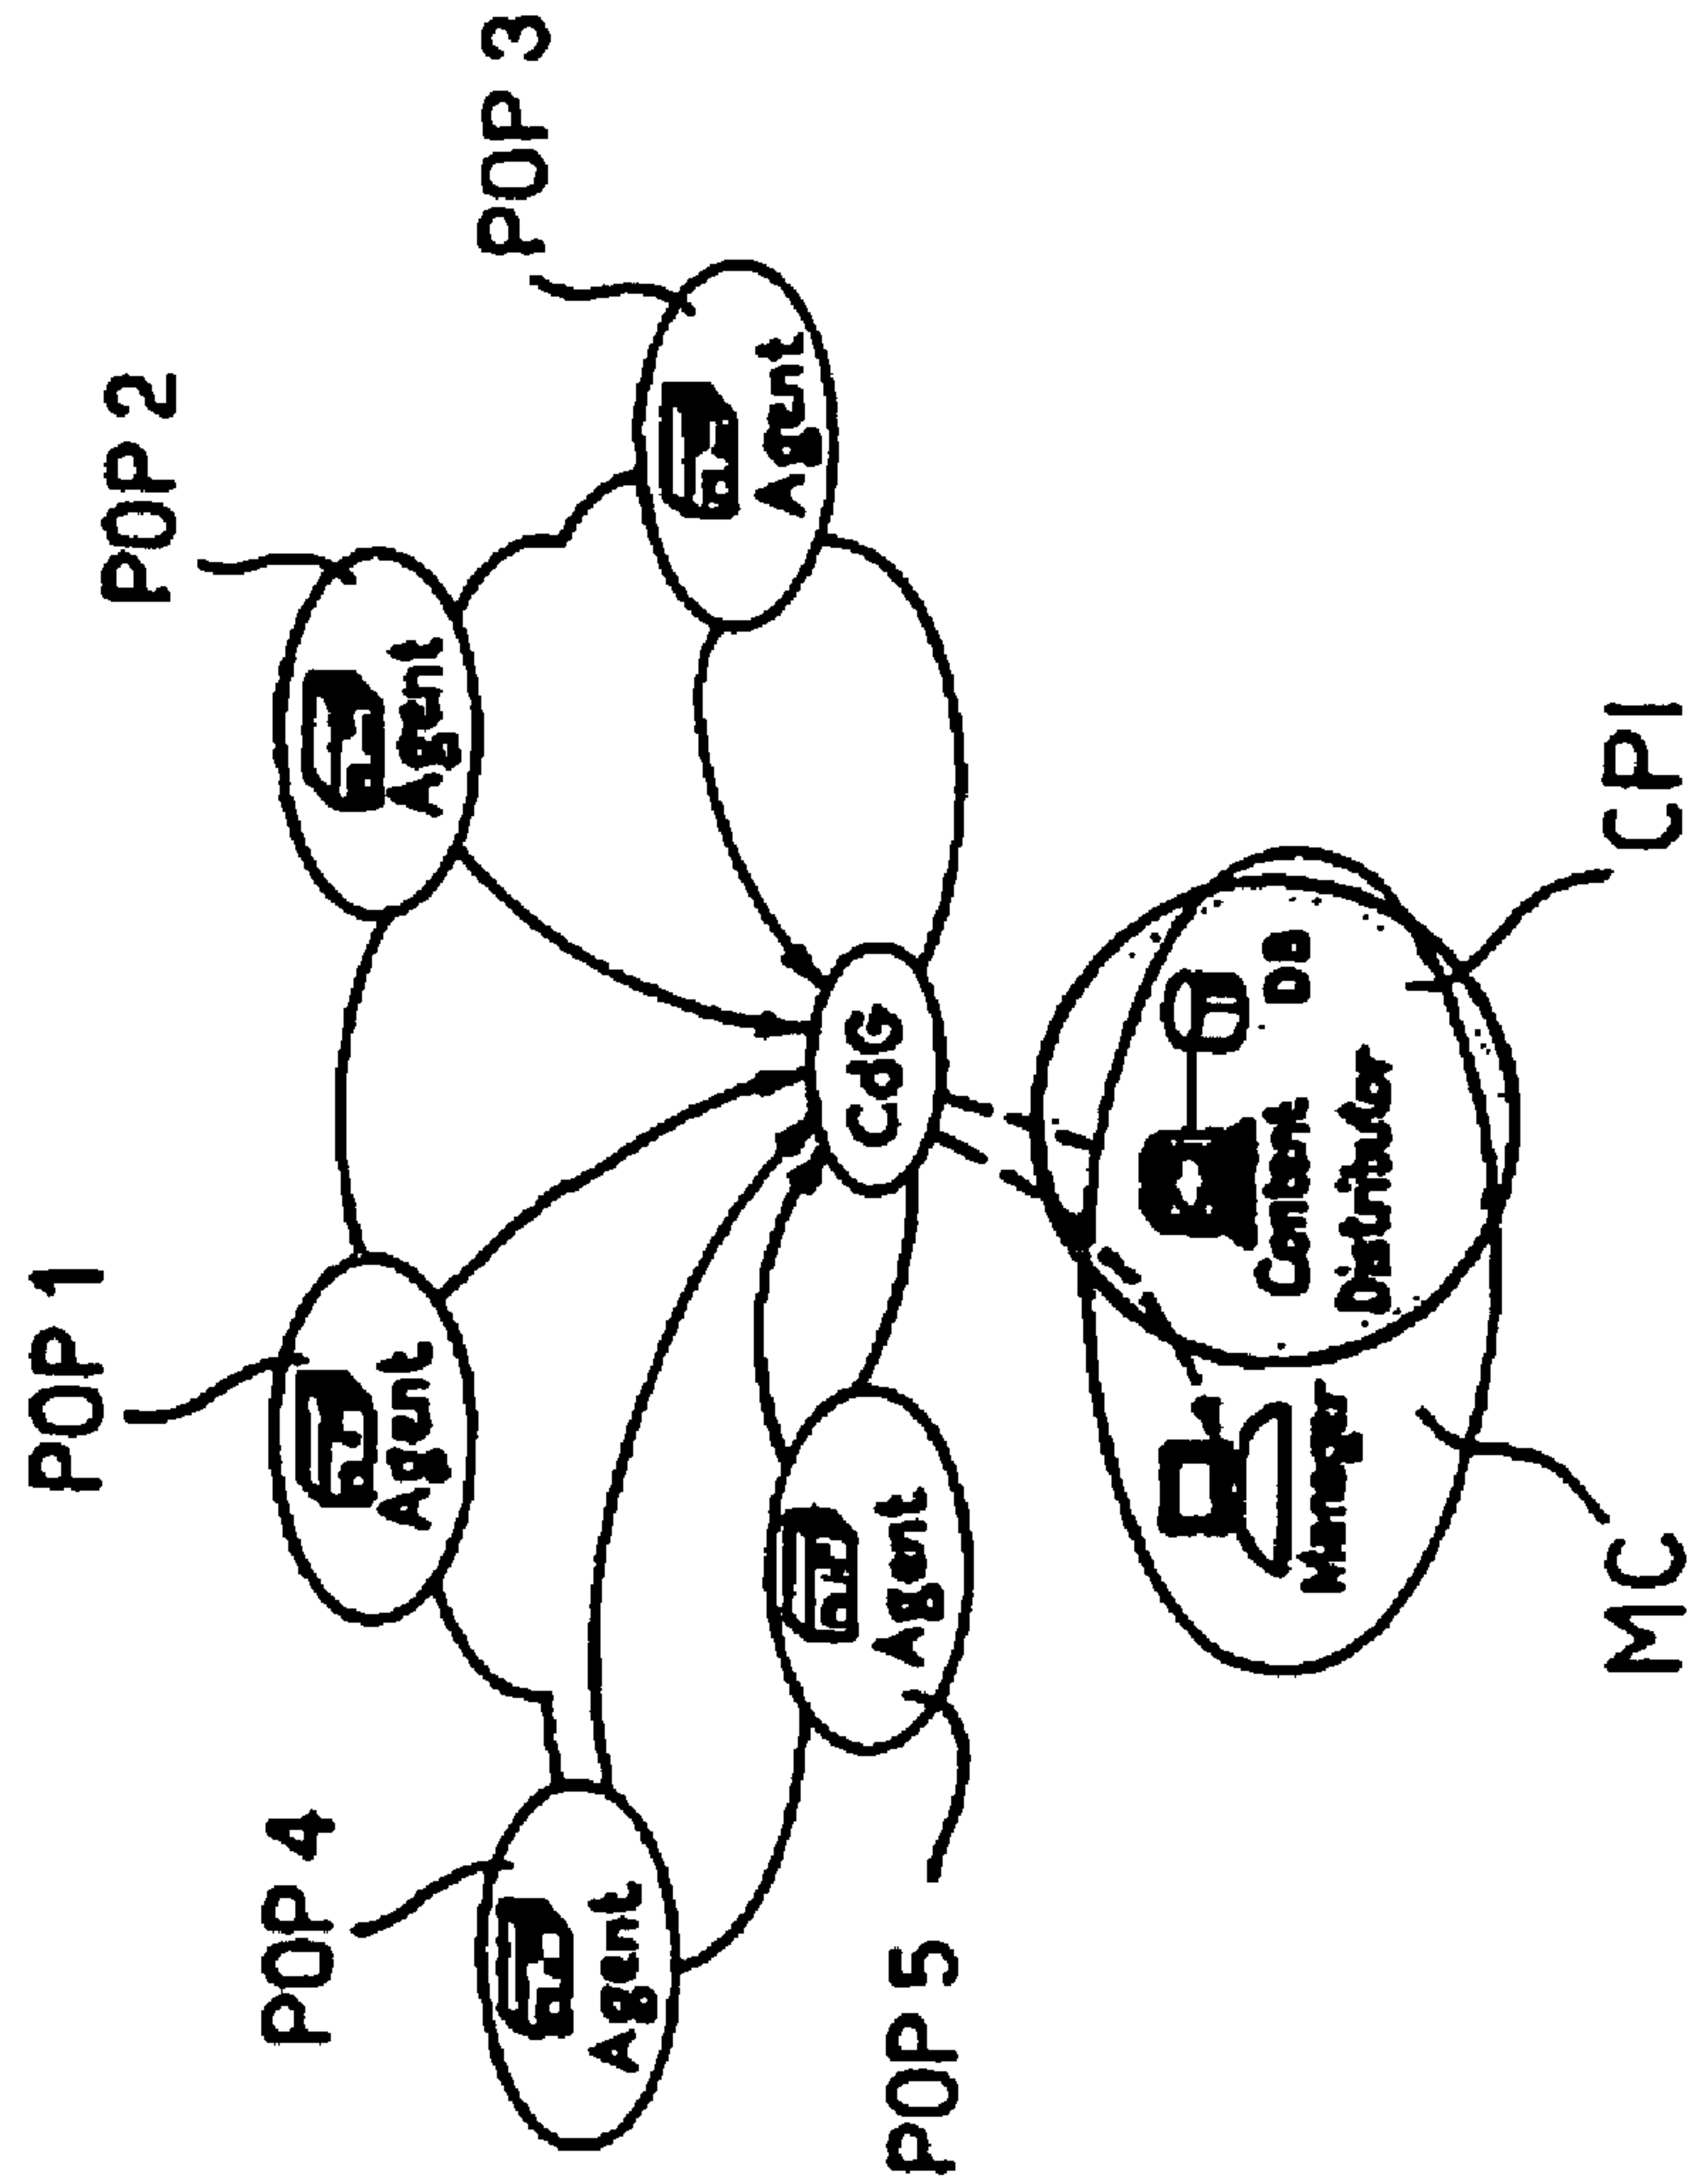 POP 1
POP 2
POP 4
Agent
Agent
POP 3
Agent
Agent
POP 5
Agent
CdG
Content
Distributor
DB
Manager
MC
CPI